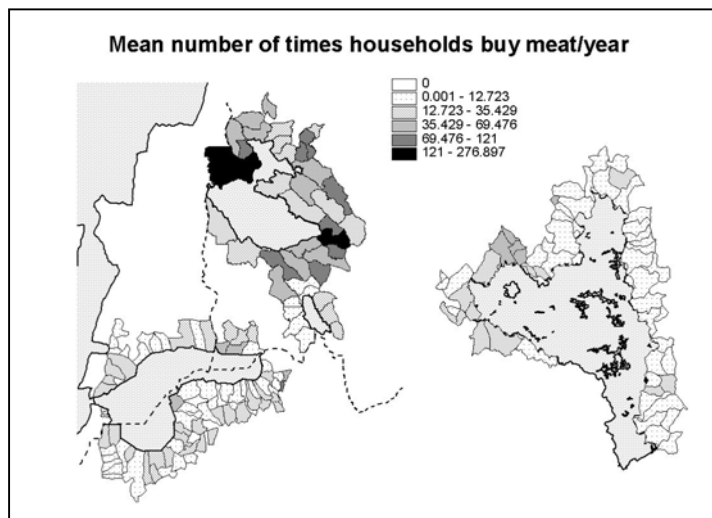 Mean number of times households buy meat/year
0
0.001 - 12.723
12.723 - 35.429
35.429 - 69.476
69.476 - 121
121 - 276.897